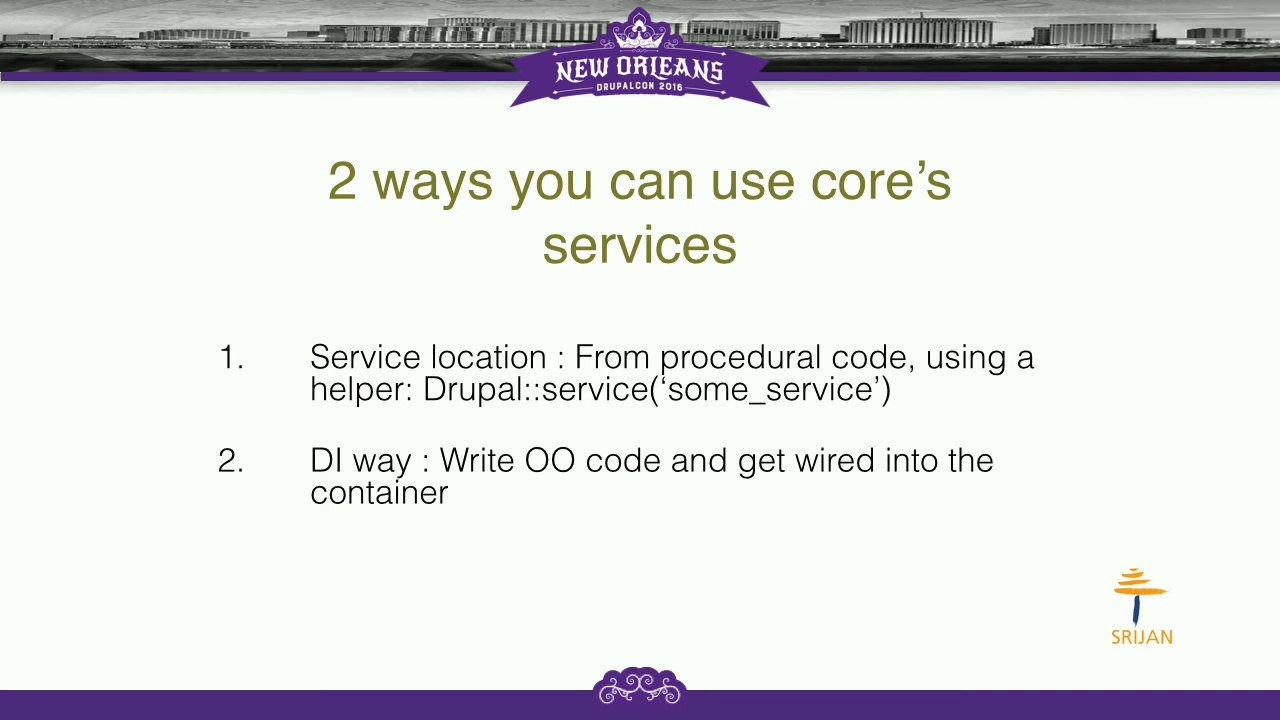 NEW ORLEANS
DRUPALCON 2016
2 ways you can use core’s
services
1. Service location : From procedural code, using a
helper: Drupal::service(‘some_service’)
2. DI way : Write OO code and get wired into the
container
SRIJAN